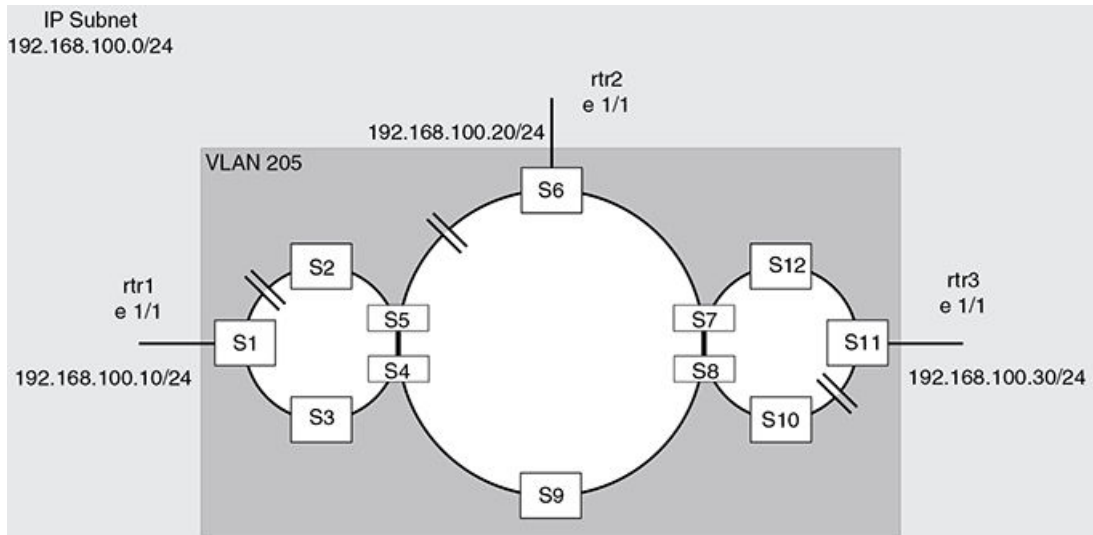 IP Subnet
192.168.100.0/24
rtr2
e 1/1
192.168.100.20/24
VLAN 205
S6
S2
S12
rtr1
e 1/1
rtr3
e 1/1
S5
S7
S1
S11
S4
S8
192.168.100.10/24
192.168.100.30/24
S3
S10
S9